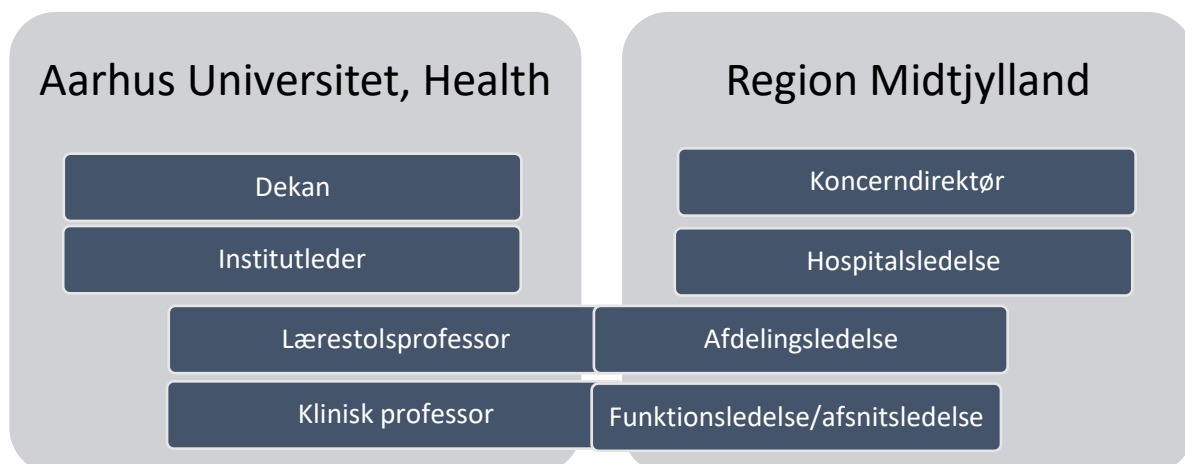 Aarhus Universitet, Health
Dekan
Institutleder
Lærestolsprofessor
Klinisk professor
Region Midtjylland
Koncerndirektør
Hospitalsledelse
Afdelingsledelse
Funktionsledelse/afsnitsledelse